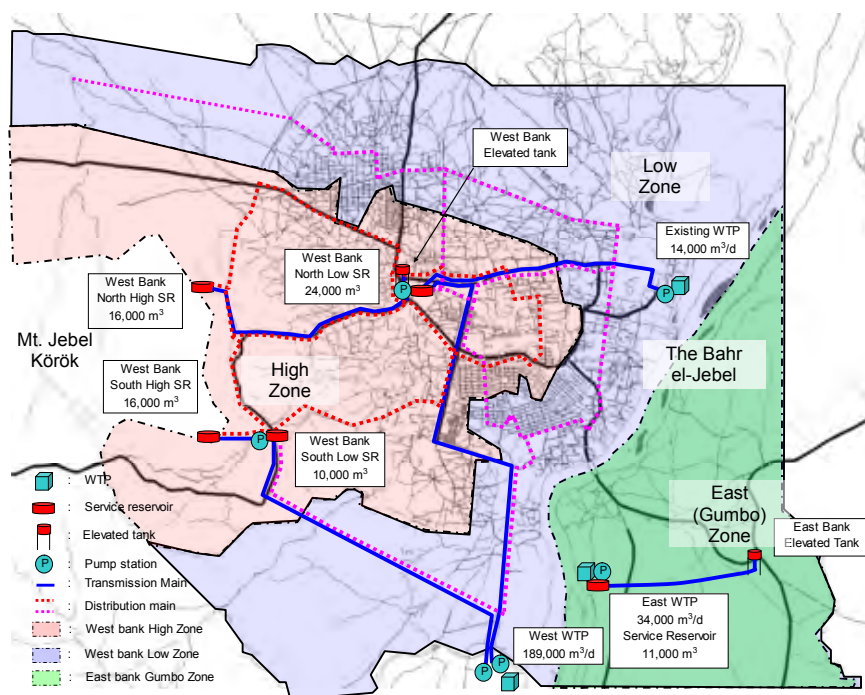 West Bank
Elevated tank
Low
Zone
Existing WTP
14,000 m³/d
P
West Bank
North Low SR
24,000 m³
P
West Bank
North High SR
16,000 m³
Mt. Jebel
Körök
The Bahr
el-Jebel
West Bank
South High SR
16,000 m³
High
Zone
P
West Bank
South Low SR
10,000 m³
East
(Gumbo)
Zone
East Bank
Elevated Tank
P
East WTP
34,000 m³/d
Service Reservoir
11,000 m³
West WTP
189,000 m³/d
P
P
: WTP
: Service reservoir
: Elevated tank
P : Pump station
: Transmission Main
: Distribution main
: West bank High Zone
: West bank Low Zone
: East bank Gumbo Zone